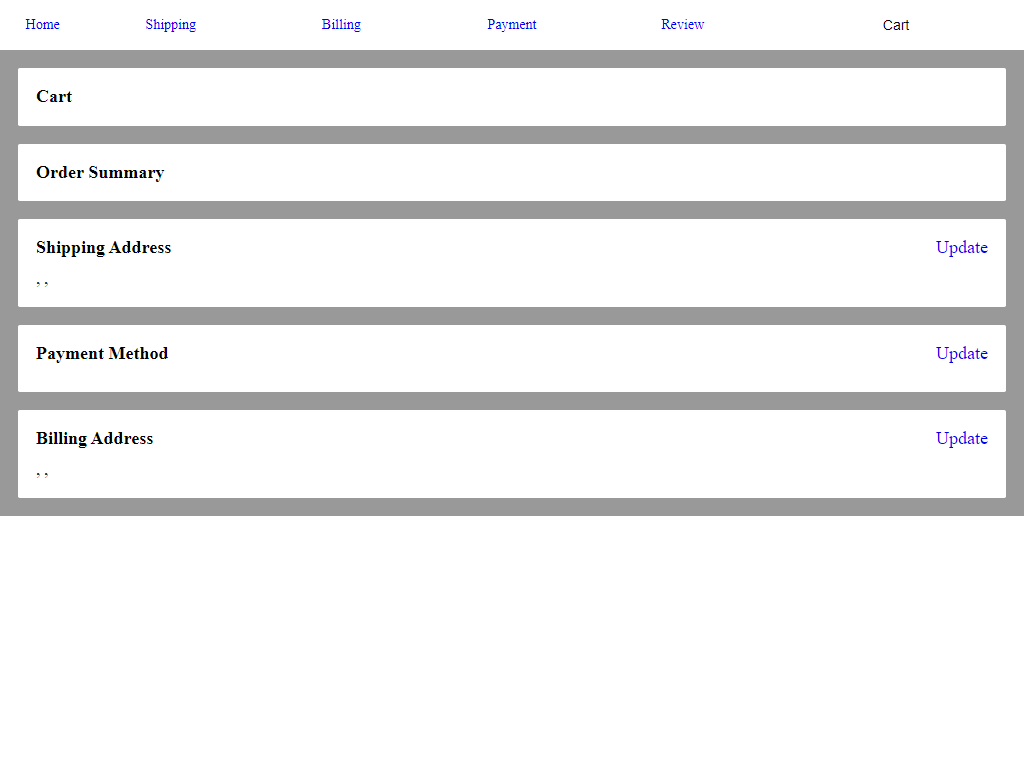 Home Shipping Billing Payment Review Cart
Cart
Order Summary
Shipping Address Update
, ,
Payment Method Update
Billing Address Update
, ,